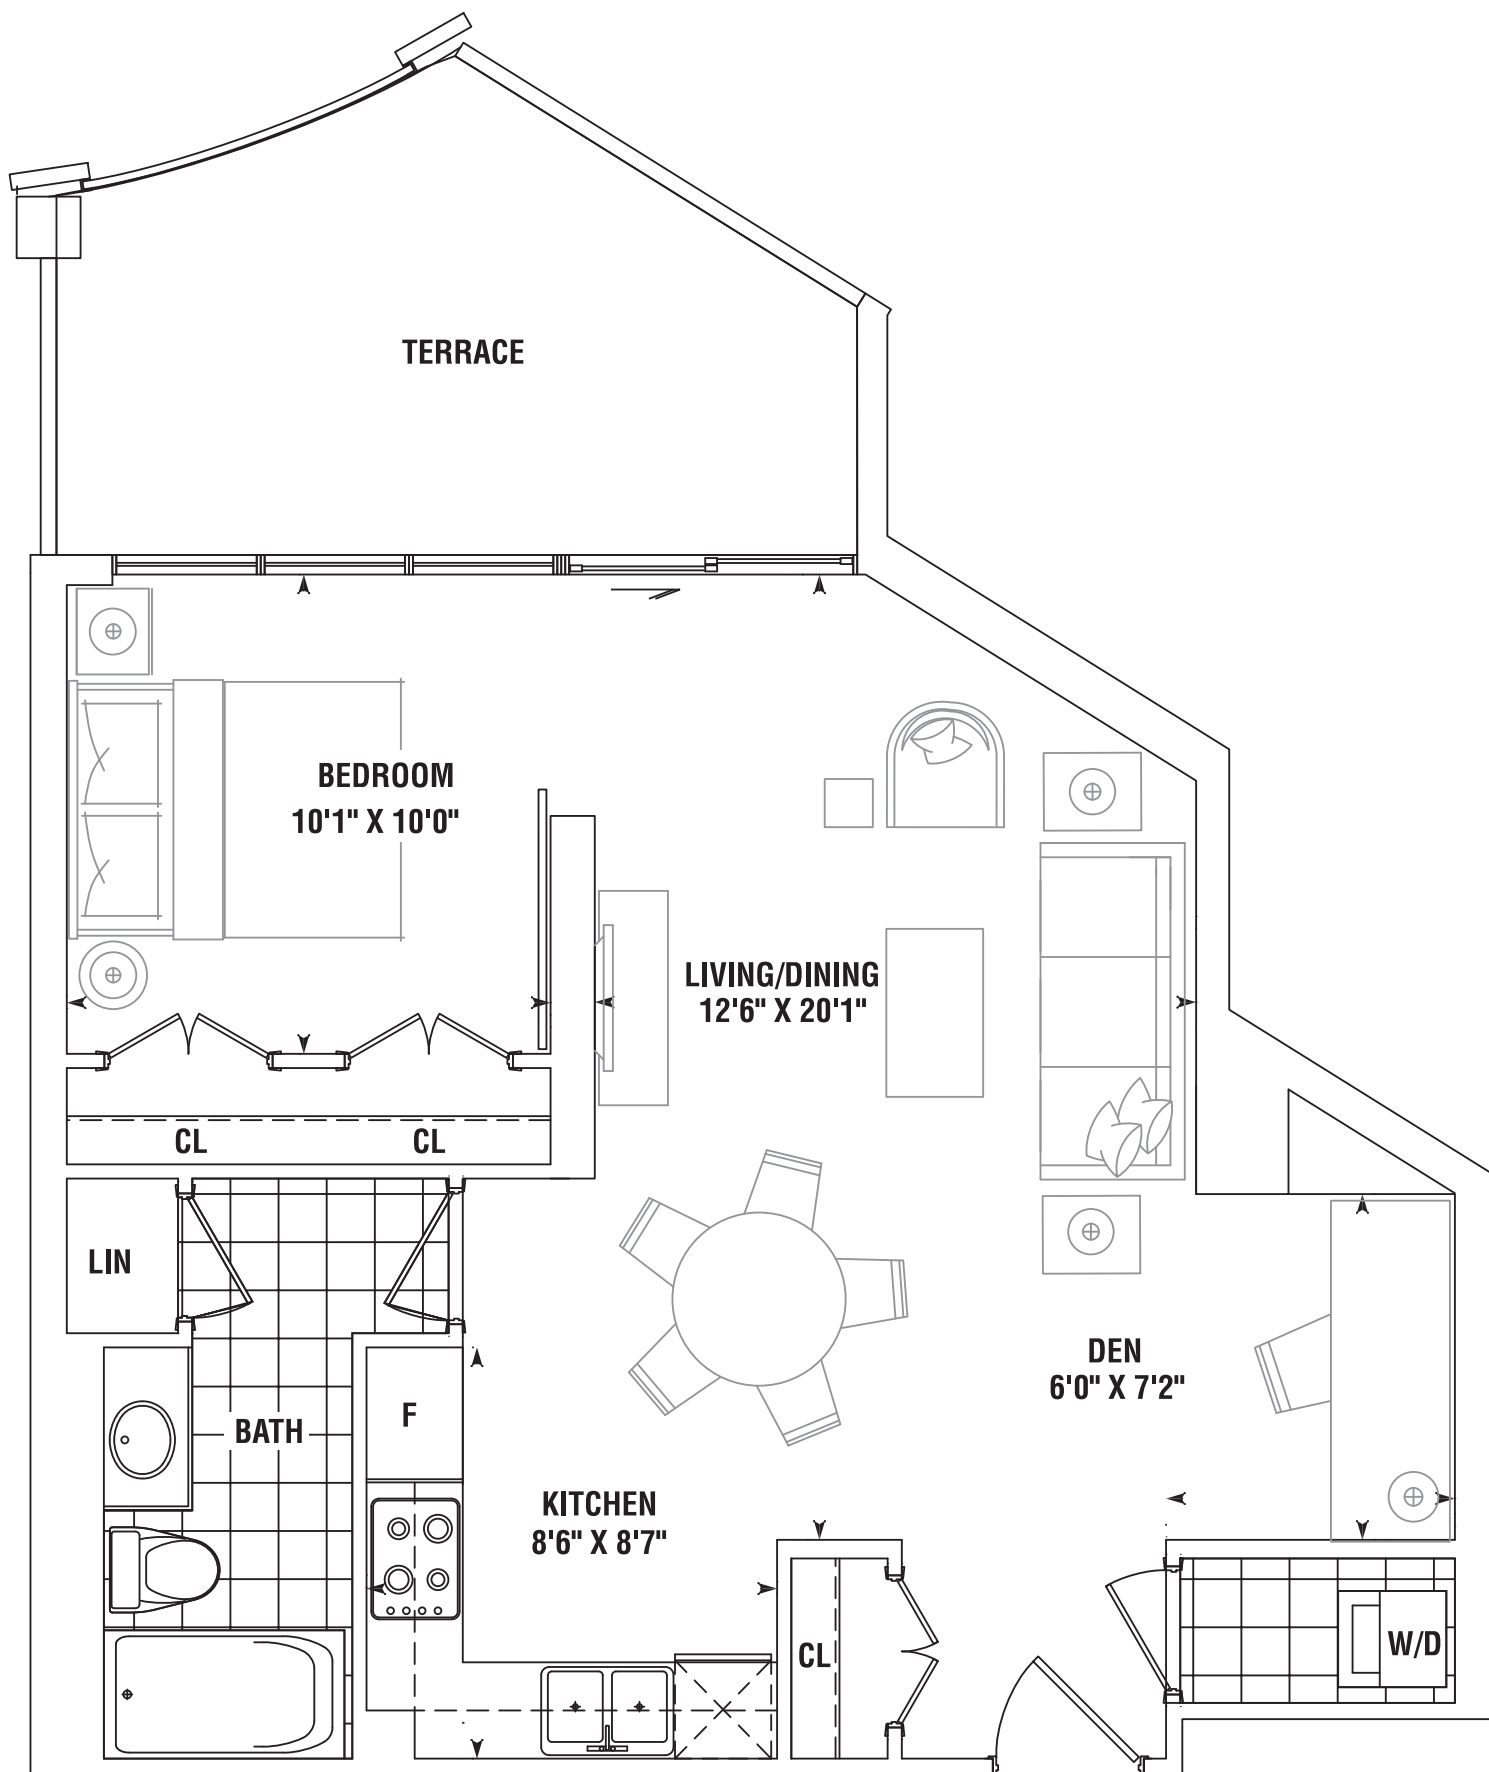 TERRACE
BEDROOM
10'1" X 10'0"
LIVING/DINING
12'6" X 20'1"
CL
CL
LIN
DEN
6'0" X 7'2"
F
BATH
KITCHEN
8'6" X 8'7"
CL
W/D